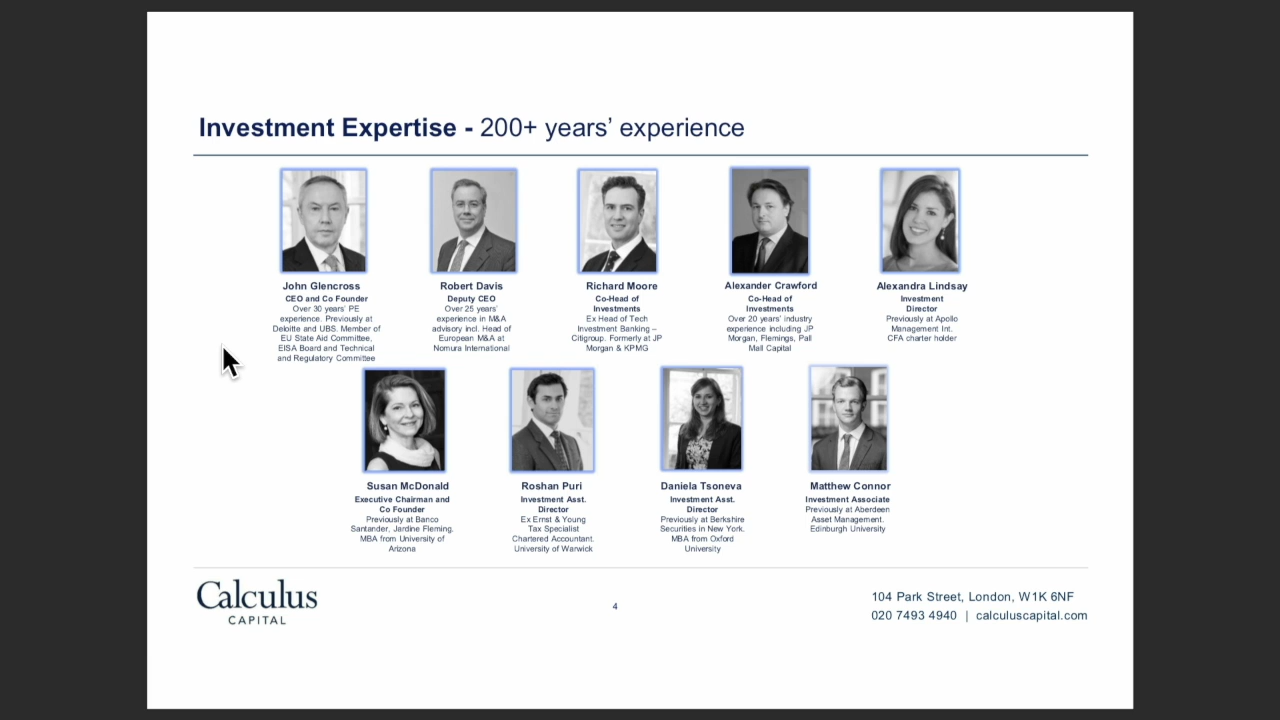 Investment Expertise - 200+ years’ experience
John Glencross
CEO and Co Founder
Over 30 years’ PE
experience. Previously at
Deloitte and UBS. Member of
EU State Aid Committee,
EISA Board and Technical
and Regulatory Committee
Robert Davis
Deputy CEO
Over 25 years’
experience in M&A
advisory incl. Head of
European M&A at
Nomura International
Richard Moore
Co-Head of
Investments
Ex Head of Tech
Investment Banking –
Citigroup. Formerly at JP
Morgan & KPMG
Alexander Crawford
Co-Head of
Investments
Over 20 years’ industry
experience including JP
Morgan, Flemings, Pall
Mall Capital
Alexandra Lindsay
Investment
Director
Previously at Apollo
Management Int.
CFA charter holder
Susan McDonald
Executive Chairman and
Co Founder
Previously at Banco
Santander, Jardine Fleming.
MBA from University of
Arizona
Roshan Puri
Investment Asst.
Director
Ex Ernst & Young
Tax Specialist
Chartered Accountant.
University of Warwick
Daniela Tsoneva
Investment Asst.
Director
Previously at Berkshire
Securities in New York.
MBA from Oxford
University
Matthew Connor
Investment Associate
Previously at Aberdeen
Asset Management.
Edinburgh University
Calculus
CAPITAL
4
104 Park Street, London, W1K 6NF
020 7493 4940 | calculuscapital.com